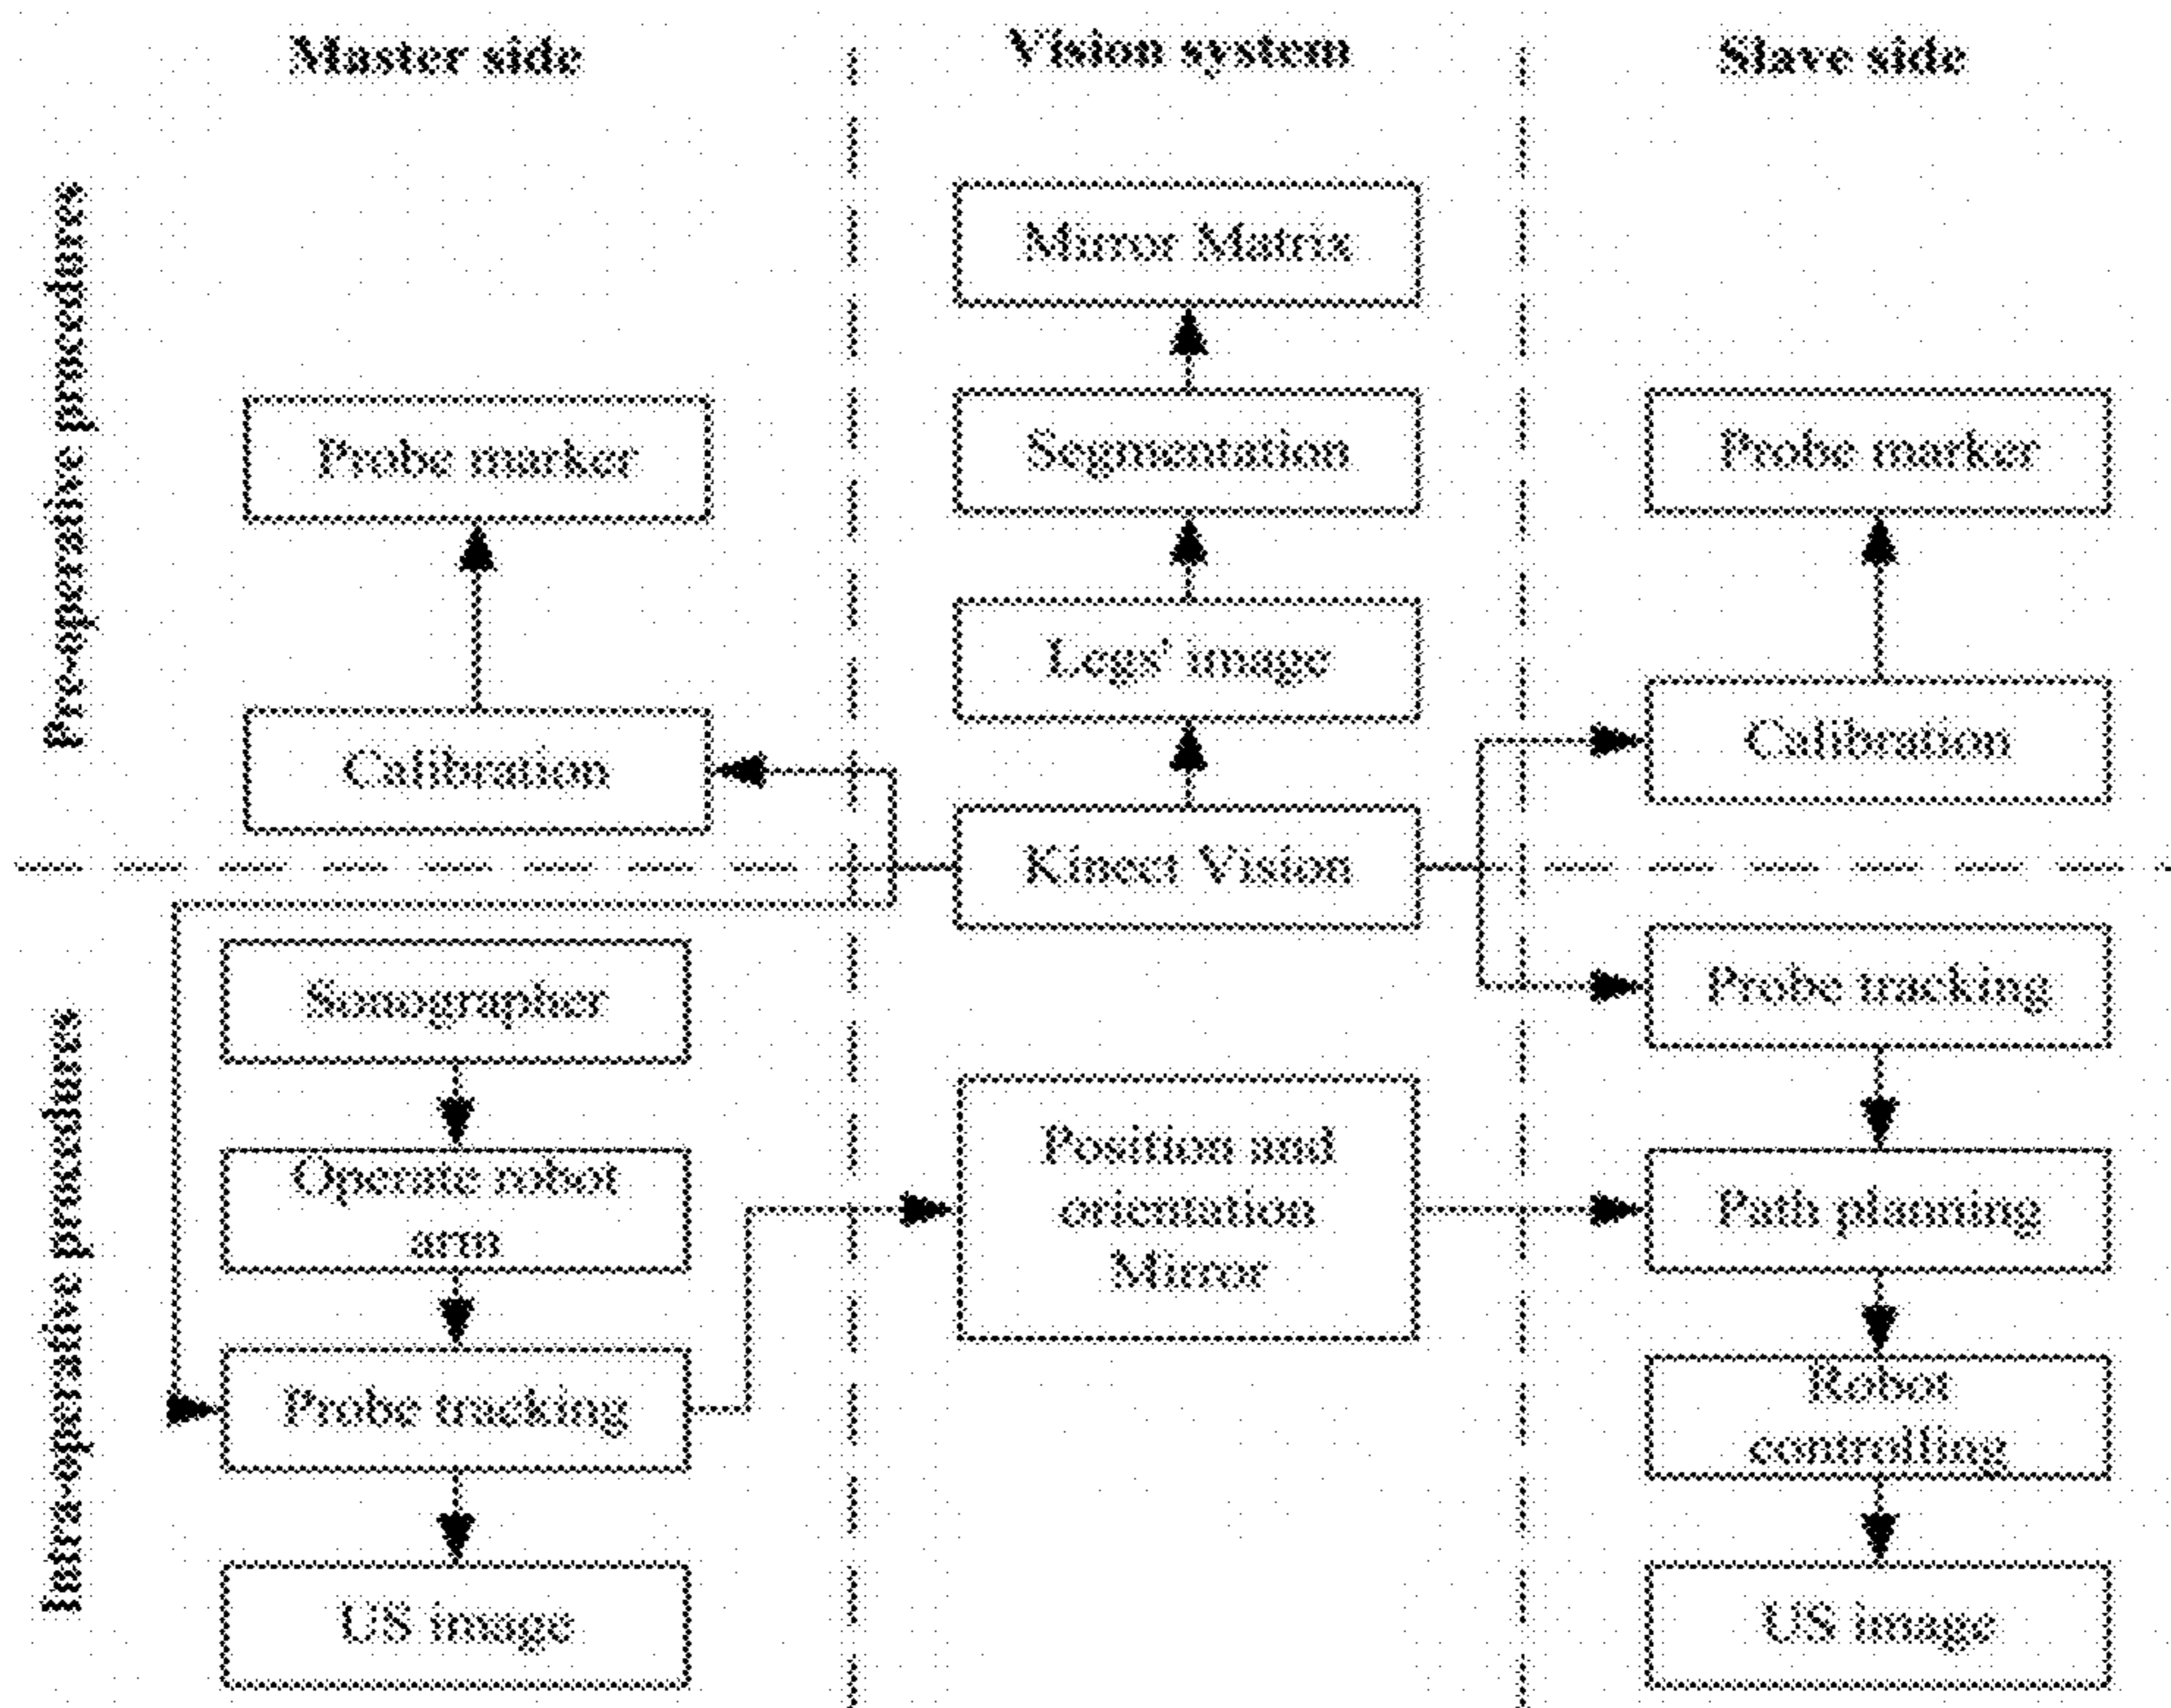 Master side
Vision system
Slave side
Pre-operative procedures
Mirror Matrix
Probe marker
Segmentation
Probe marker
Legs' image
Calibration
Calibration
Kinect Vision
Intra-operative procedures
Sonographer
Probe tracking
Operate robot
arm
Position and
orientation
Mirror
Path planning
Probe tracking
Robot
controlling
US image
US image